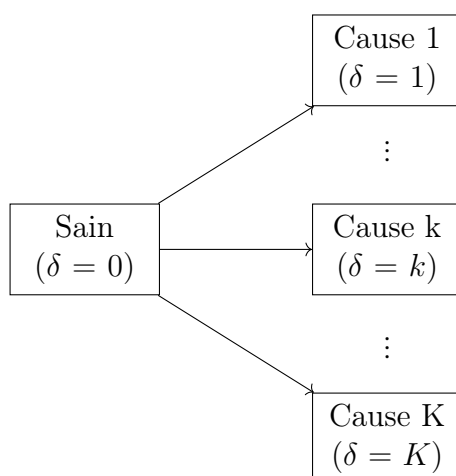 Cause 1
(δ = 1)
⋮
Sain
(δ = 0)
Cause k
(δ = k)
⋮
Cause K
(δ = K)